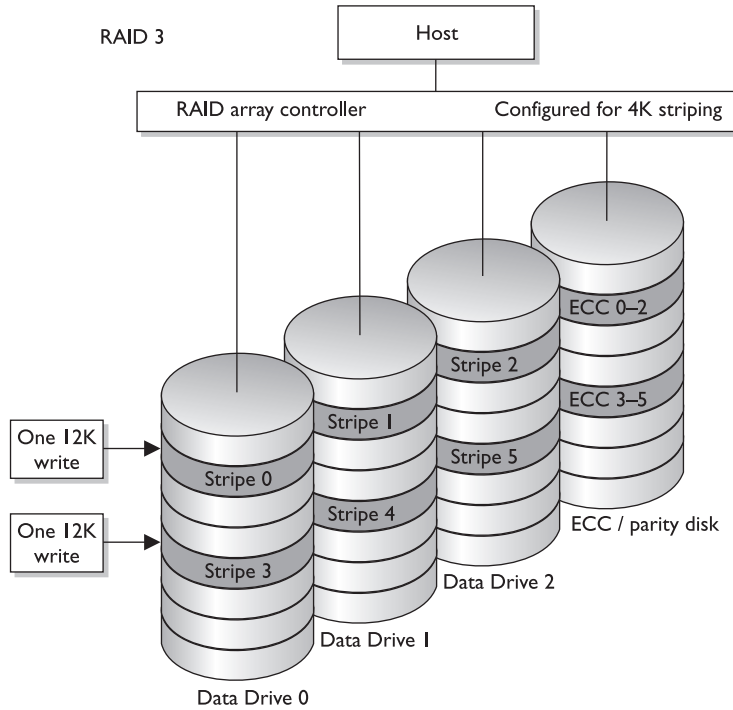 RAID 3
Host
RAID array controller
Configured for 4K striping
ECC 0–2
Stripe 2
ECC 3–5
Stripe 1
One 12K
write
Stripe 0
Stripe 5
Stripe 4
One 12K
write
Stripe 3
ECC / parity disk
Data Drive 2
Data Drive 1
Data Drive 0